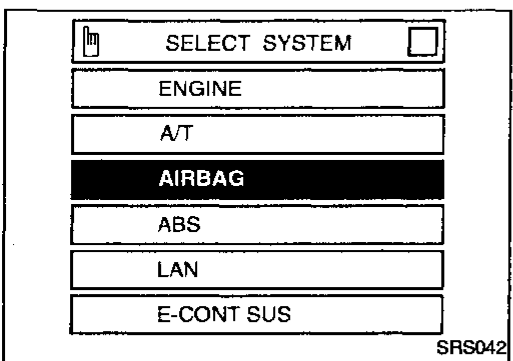 SELECT SYSTEM
ENGINE
A/T
AIRBAG
ABS
LAN
E-CONT SUS
SRS042